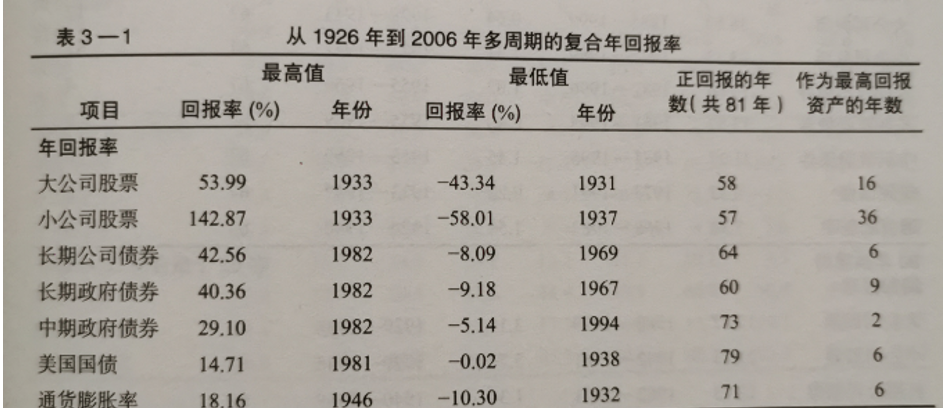 表 3—1 从 1926 年到 2006 年多周期的复合年回报率
最高值 最低值 正回报的年 作为最高回报
项目 回报率 (%) 年份 回报率 (%) 年份 数( 共 81 年 ) 资产的年数
年回报率
大公司股票 53.99 1933 −43.34 1931 58 16
小公司股票 142.87 1933 −58.01 1937 57 36
长期公司债券 42.56 1982 −8.09 1969 64 6
长期政府债券 40.36 1982 −9.18 1967 60 9
中期政府债券 29.10 1982 −5.14 1994 73 2
美国国债 14.71 1981 −0.02 1938 79 6
通货膨胀率 18.16 1946 −10.30 1932 71 6